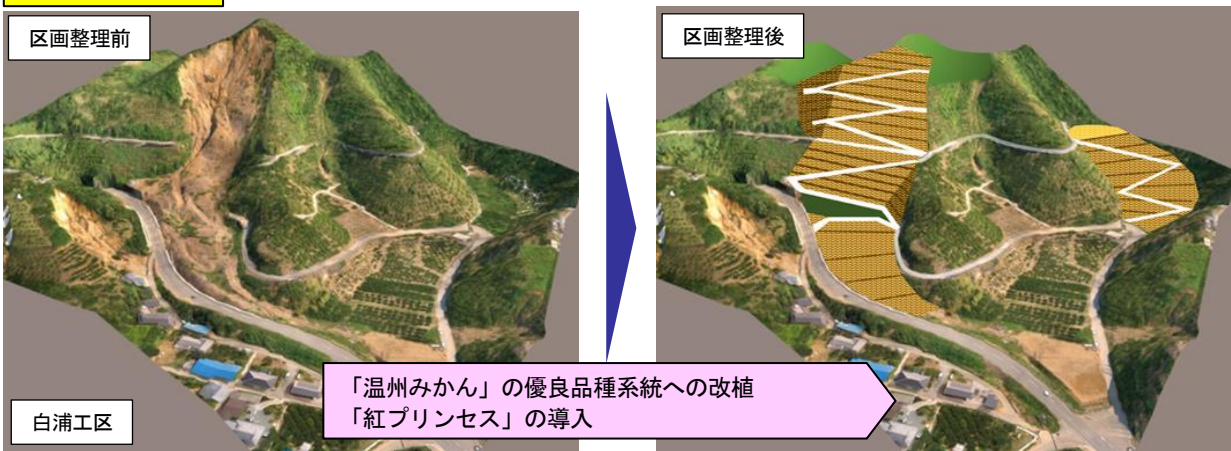 区画整理前
区画整理後
「温州みかん」の優良品種系統への改植
「紅プリンセス」の導入
白浦工区